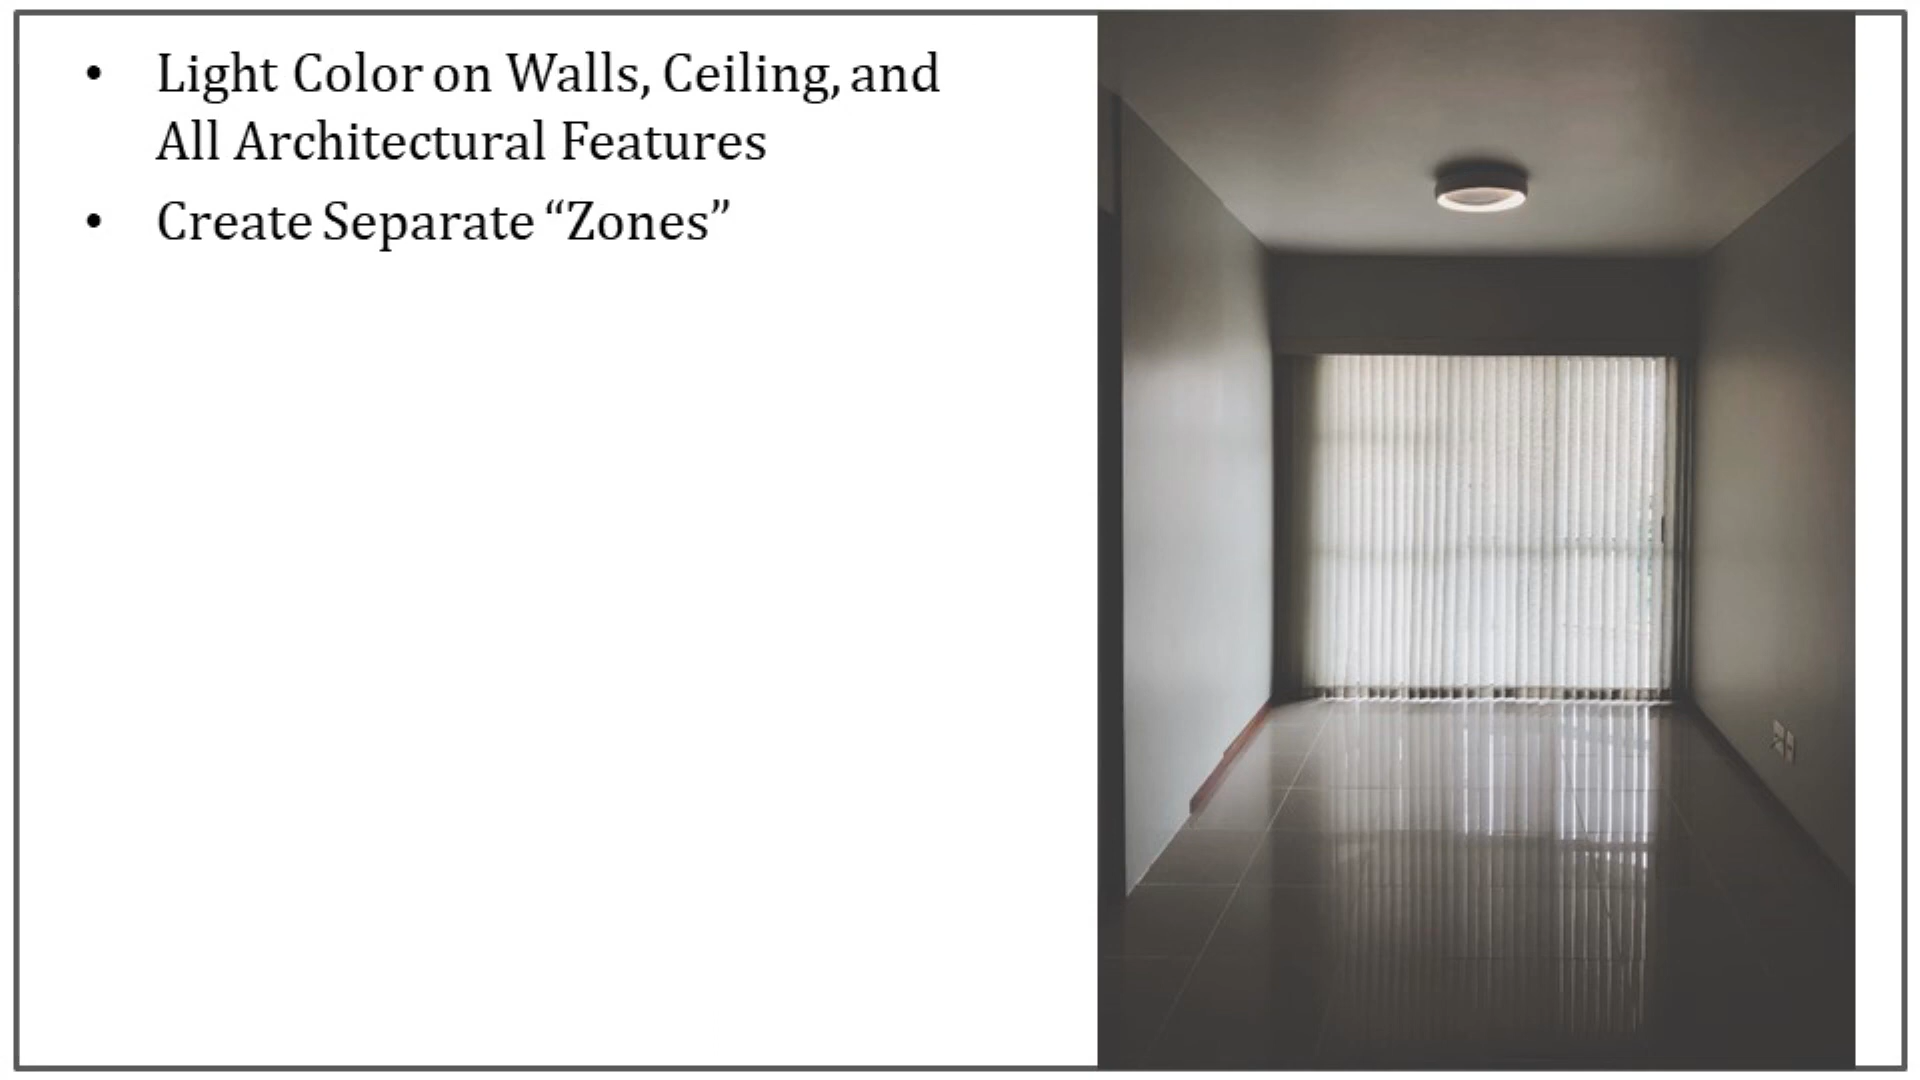 • Light Color on Walls, Ceiling, and
All Architectural Features
• Create Separate “Zones”